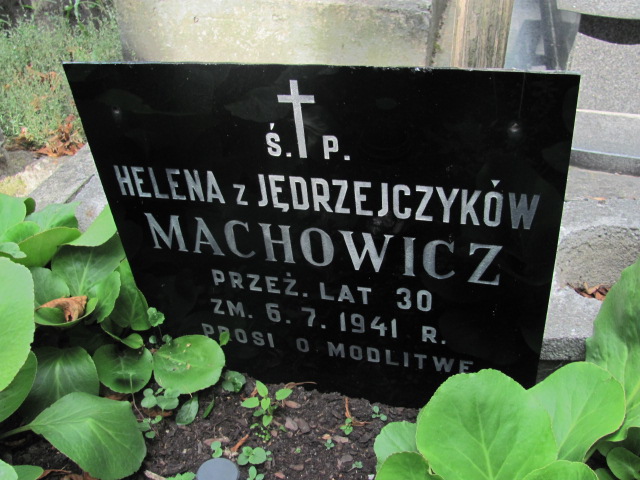 Ś. P.
HELENA Z JĘDRZEJCZYKÓW
MACHOWICZ
PRZEŻ. LAT 30
ZM. 6. 7. 1941 R.
PROSI O MODLITWĘ